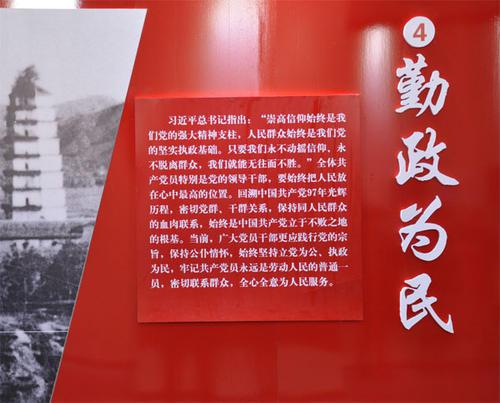 4
勤政为民
习近平总书记指出：“崇高信仰始终是我
们党的强大精神支柱，人民群众始终是我们党
的坚实执政基础。只要我们永不动摇信仰、永
不脱离群众，我们就能无往而不胜。”全体共
产党员特别是党的领导干部，要始终把人民放
在心中最高的位置。回溯中国共产党97年光辉
历程，密切党群、干群关系，保持同人民群众
的血肉联系，始终是中国共产党立于不败之地
的根基。当前，广大党员干部更应践行党的宗
旨，保持公仆情怀，始终坚持立党为公、执政
为民，牢记共产党员永远是劳动人民的普通一
员，密切联系群众，全心全意为人民服务。